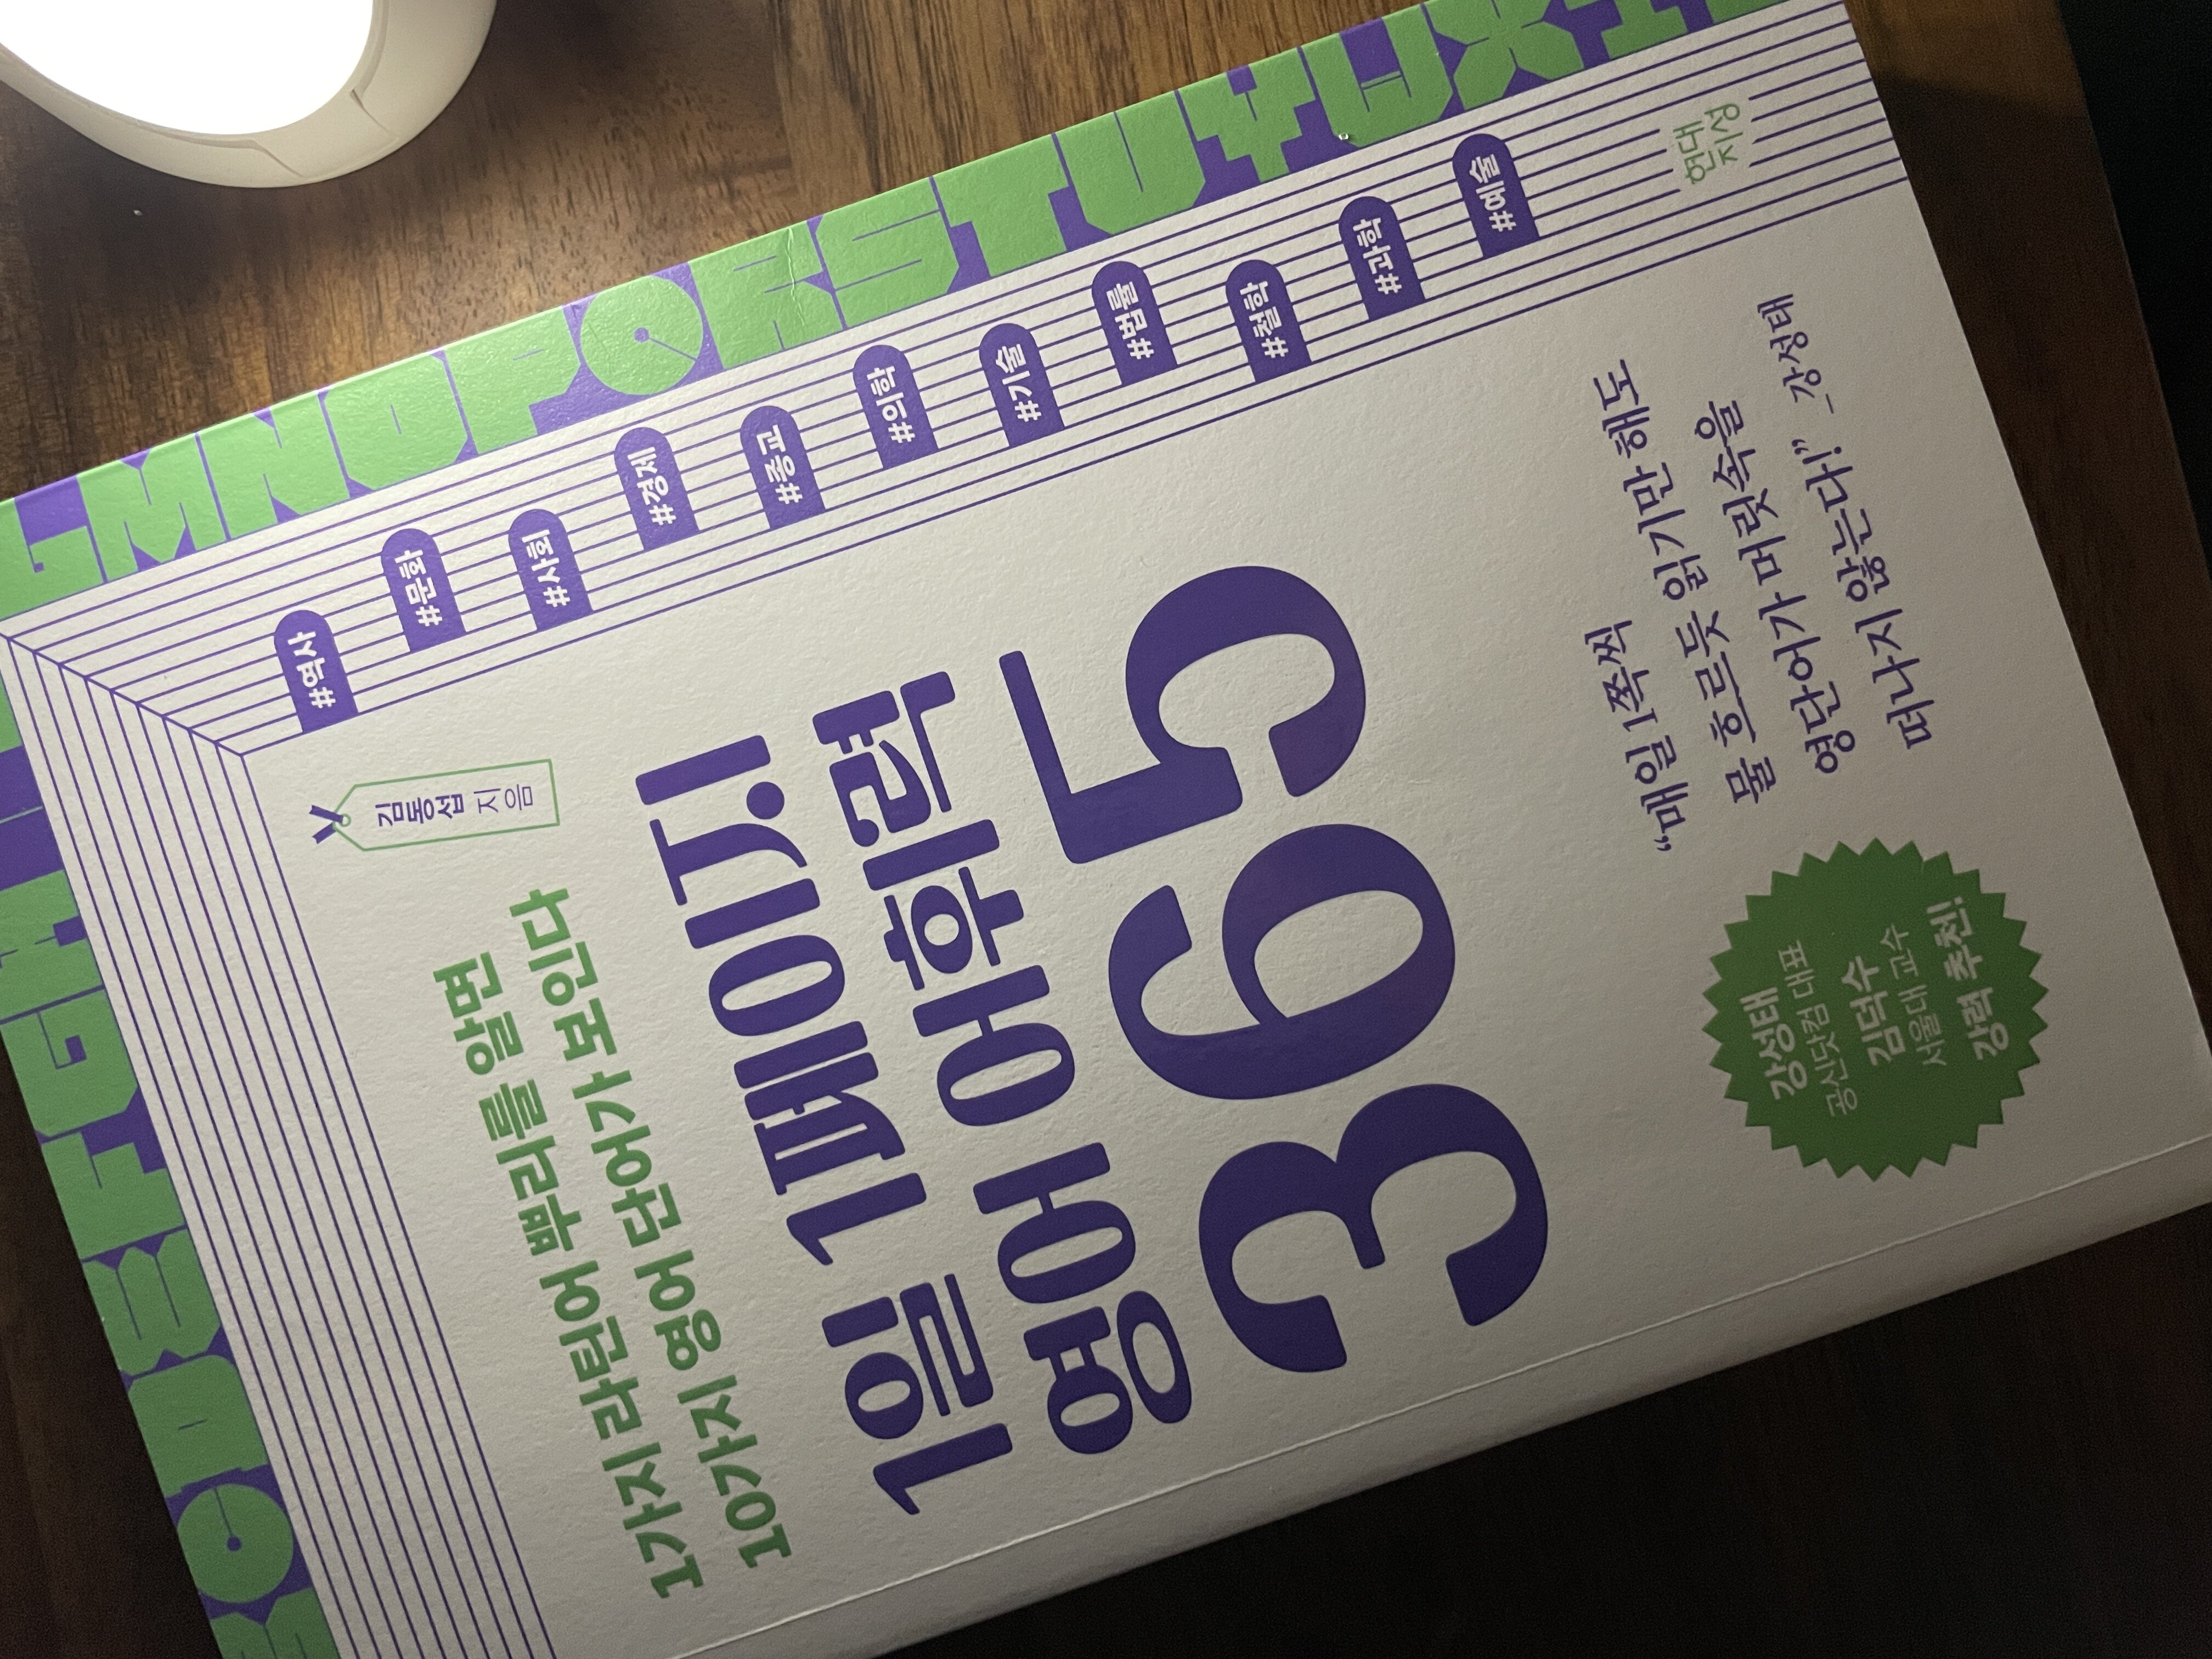 김동섭
지음
1가지 라틴어 뿌리를 알면
10가지 영어 단어가 보인다
1일 1페이지!
영어 어휘력
365
#역사
#문화
#사회
#경제
#종교
#의학
#기술
#법률
#철학
#과학
#예술
“매일 1쪽씩
물 흐르듯 읽기만 해도
영단어가 머릿속을
떠나지 않는다!” _강성태
강성태
공신닷컴 대표
김덕수
서울대 교수
강력 추천!
현대
지성
C D E F G H
L M N O P Q R S T U V W X Y